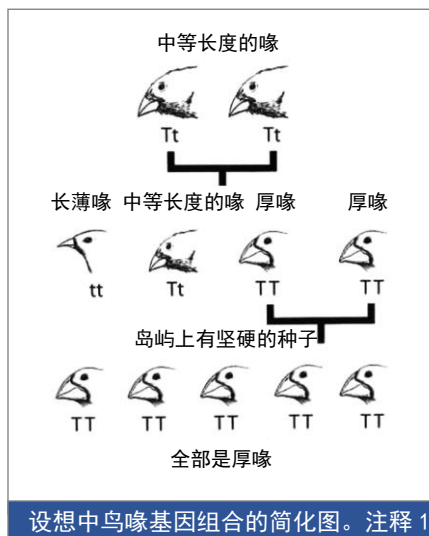 中等长度的喙
Tt Tt
长薄喙 中等长度的喙 厚喙 厚喙
tt Tt TT TT
岛屿上有坚硬的种子
TT TT TT TT TT
全部是厚喙
设想中鸟喙基因组合的简化图。注释 1